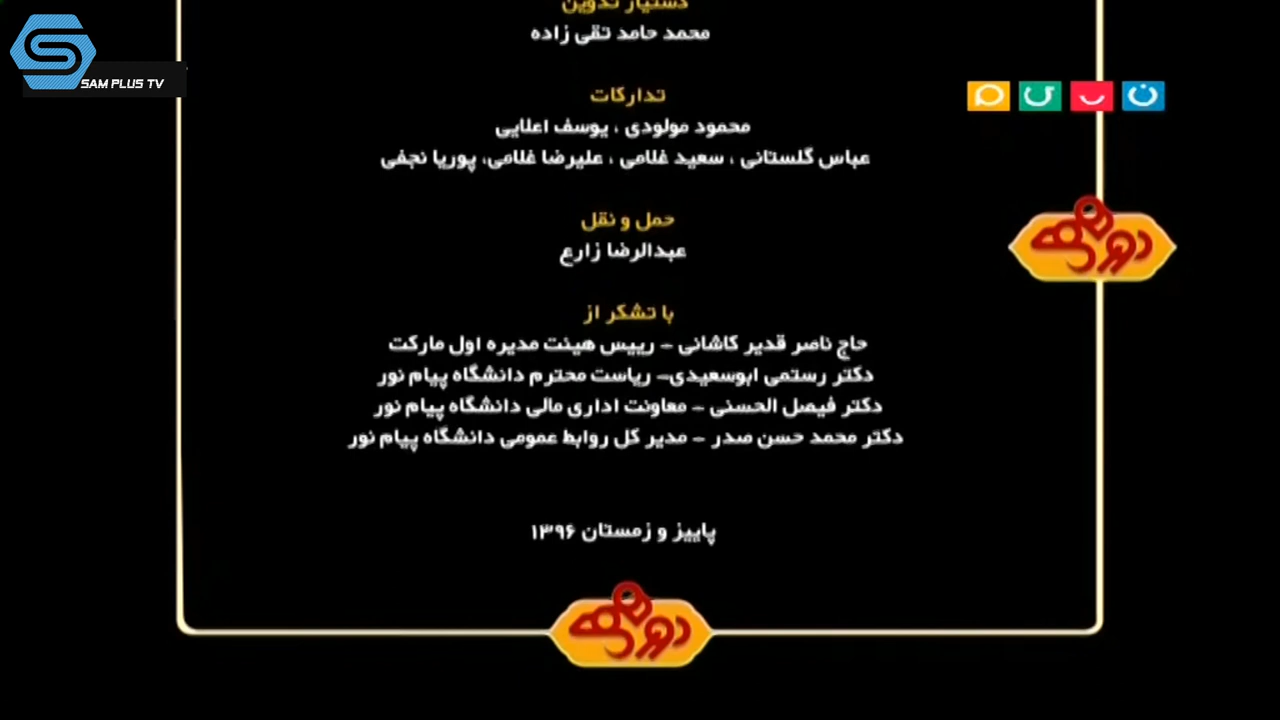 SAM PLUS TV
دستیار تدوین
محمد حامد تقی زاده
تدارکات
محمود مولودی ، یوسف اعلایی
عباس گلستانی ، سعید غلامی ، علیرضا غلامی، پوریا نجفی
حمل و نقل
عبدالرضا زارع
با تشکر از
حاج ناصر قدیر کاشانی - رییس هیئت مدیره اول مارکت
دکتر رستمی ابوسعیدی- ریاست محترم دانشگاه پیام نور
دکتر فیصل الحسنی - معاونت اداری مالی دانشگاه پیام نور
دکتر محمد حسن صدر - مدیر کل روابط عمومی دانشگاه پیام نور
پاییز و زمستان ۱۳۹۶
دورهمی
دورهمی